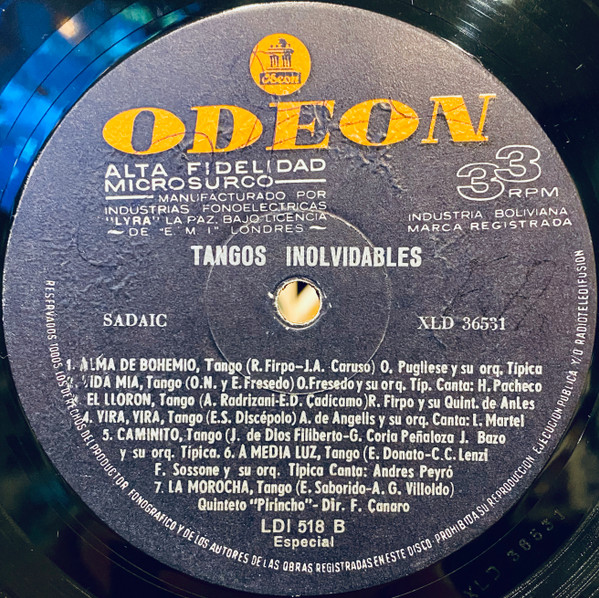 Odeon
ODEON
ALTA FIDELIDAD
MICROSURCO
MANUFACTURADO POR
INDUSTRIAS FONOELECTRICAS
"LYRA" LA PAZ, BAJO LICENCIA
DE "E M I" LONDRES
33
RPM
INDUSTRIA BOLIVIANA
MARCA REGISTRADA
TANGOS INOLVIDABLES
SADAIC
XLD 36531
1. ALMA DE BOHEMIO, Tango (R. Firpo-J.A. Caruso) O. Pugliese y su orq. Típica
2. VIDA MIA, Tango (O.N. y E. Fresedo) O.Fresedo y su orq. Típ. Canta: H. Pacheco
3. EL LLORON, Tango (A. Radrizani-E.D. Çadicamo) R. Firpo y su Quint. de AnLes
4. VIRA, VIRA, Tango (E.S. Discépolo) A. de Angelis y su orq. Canta: L. Martel
5. CAMINITO, Tango (J. de Dios Filiberto-G. Coria Peñaloza J. Bazo
y su orq. Típica. 6. A MEDIA LUZ, Tango (E. Donato-C.C. Lenzi
F. Sossone y su orq. Tipica Canta: Andres Peyró
7. LA MOROCHA, Tango (E. Saborido-A. G. Villoldo)
Quinteto "Pirincho"- Dir. F. Canaro
LDI 518 B
Especial
RESERVADOS TODOS LOS DERECHOS DEL PRODUCTOR FONOGRAFICO Y DE LOS AUTORES DE LAS OBRAS REGISTRADAS EN ESTE DISCO. PROHIBIDA SU REPRODUCCION, EJECUCION PUBLICA Y/O RADIOTELEDIFUSION
XLD 36531